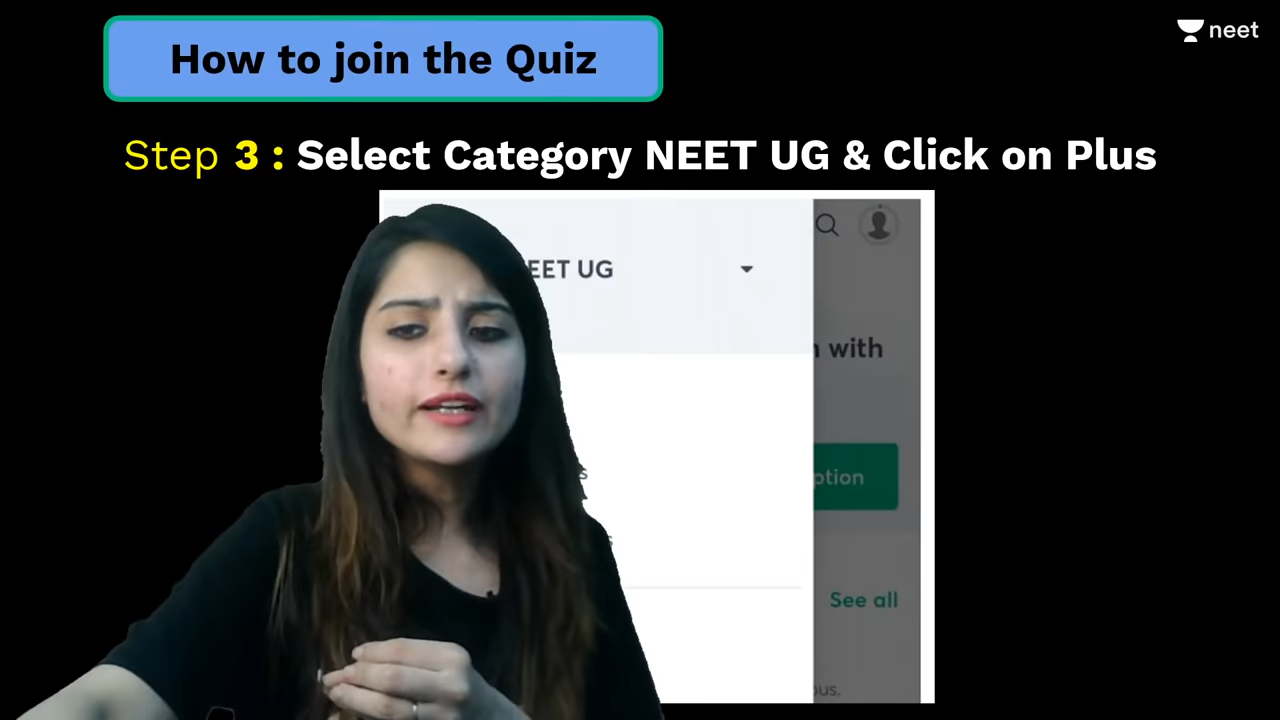 How to join the Quiz
neet
Step 3 : Select Category NEET UG & Click on Plus
EET UG
with
See all